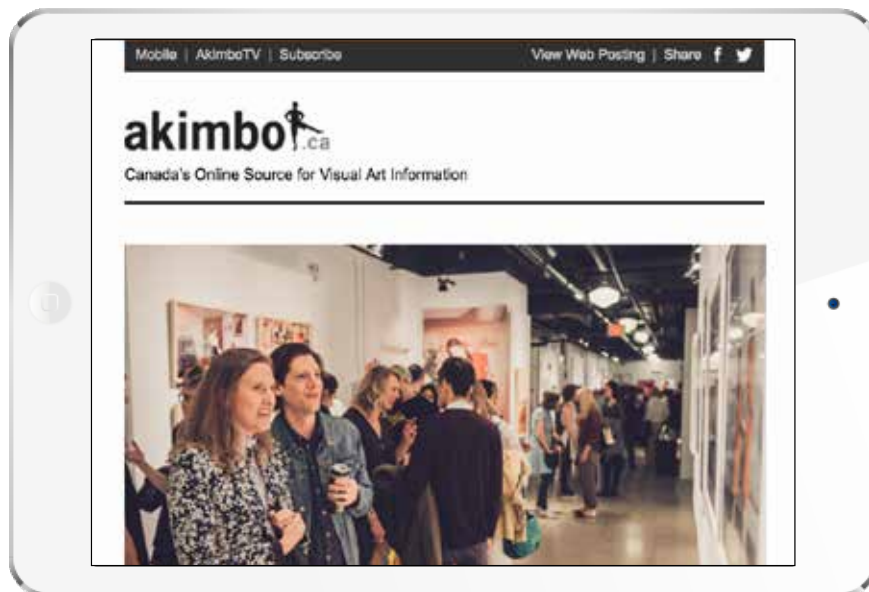 Mobile | AkimboTV | Subscribe
View Web Posting | Share
akimbo.ca
Canada's Online Source for Visual Art Information